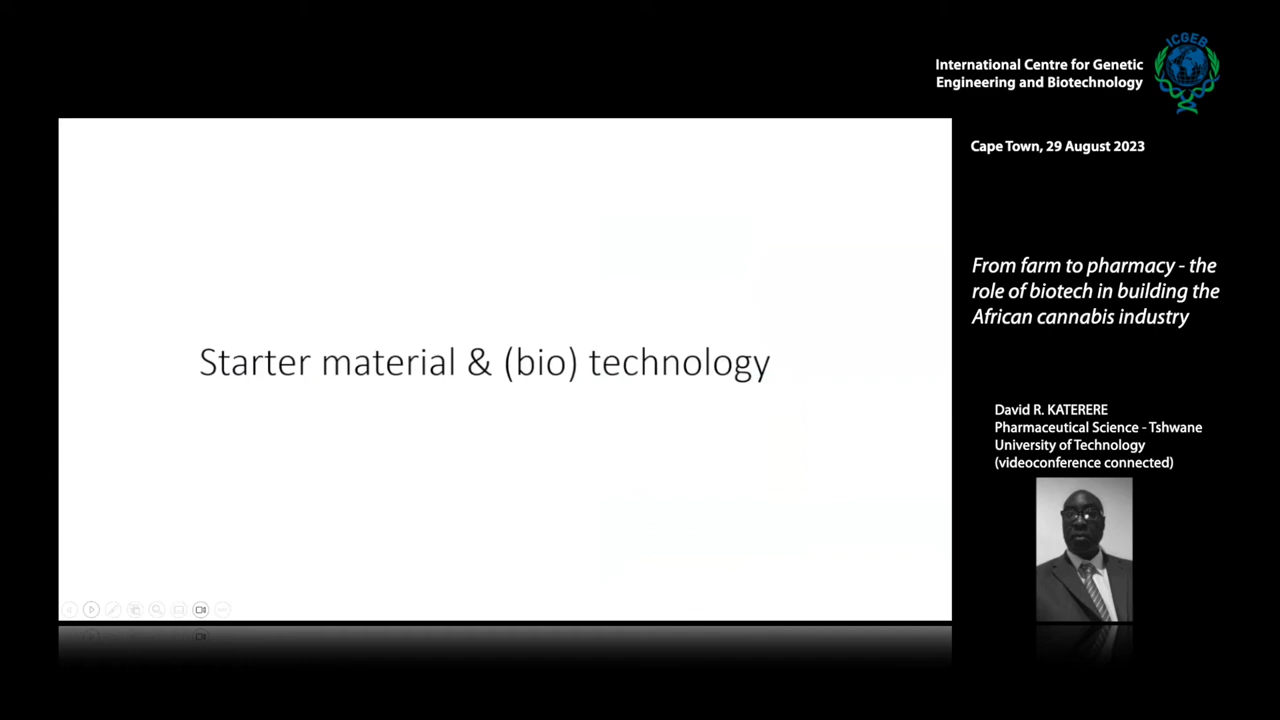 ICGEB
International Centre for Genetic
Engineering and Biotechnology
Cape Town, 29 August 2023
Starter material & (bio) technology
From farm to pharmacy - the
role of biotech in building the
African cannabis industry
David R. KATERERE
Pharmaceutical Science - Tshwane
University of Technology
(videoconference connected)